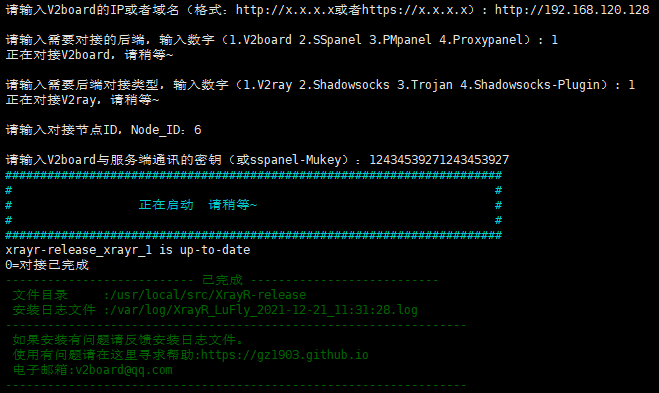 请输入V2board的IP或者域名（格式：http://x.x.x.x或者https://x.x.x.x）：http://192.168.120.128
请输入需要对接的后端，输入数字（1.V2board 2.SSpanel 3.PMpanel 4.Proxypanel）：1
正在对接V2board，请稍等~
请输入需要后端对接类型，输入数字（1.V2ray 2.Shadowsocks 3.Trojan 4.Shadowsocks-Plugin）：1
正在对接V2ray，请稍等~
请输入对接节点ID，Node_ID：6
请输入V2board与服务端通讯的密钥（或sspanel-Mukey）：12434539271243453927
#######################################################################
# #
# 正在启动 请稍等~ #
# #
#######################################################################
xrayr-release_xrayr_1 is up-to-date
0=对接已完成
--------------------------- 已完成 ---------------------------
文件目录 :/usr/local/src/XrayR-release
安装日志文件 :/var/log/XrayR_LuFly_2021-12-21_11:31:28.log
------------------------------------------------------------------
如果安装有问题请反馈安装日志文件。
使用有问题请在这里寻求帮助:https://gz1903.github.io
电子邮箱:v2board@qq.com
------------------------------------------------------------------